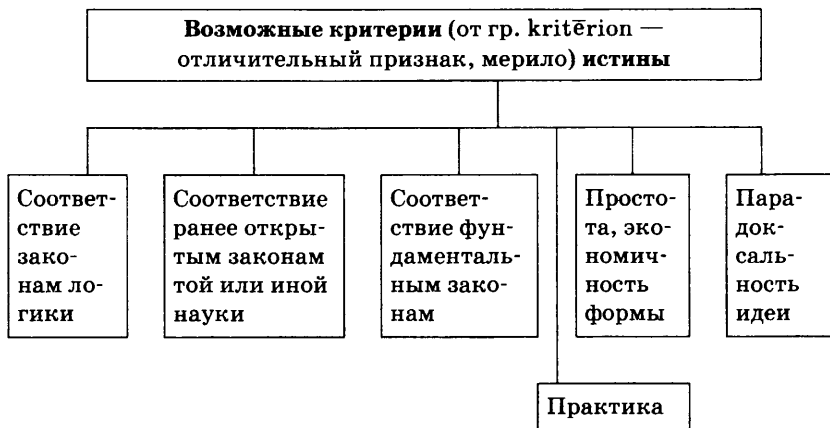 Возможные критерии (от гр. kritērion —
отличительный признак, мерило) истины
Соответ-
ствие
зако-
нам ло-
гики
Соответствие
ранее откры-
тым законам
той или иной
науки
Соответ-
ствие фун-
даменталь-
ным зако-
нам
Просто-
та, эко-
номич-
ность
формы
Пара-
док-
саль-
ность
идеи
Практика